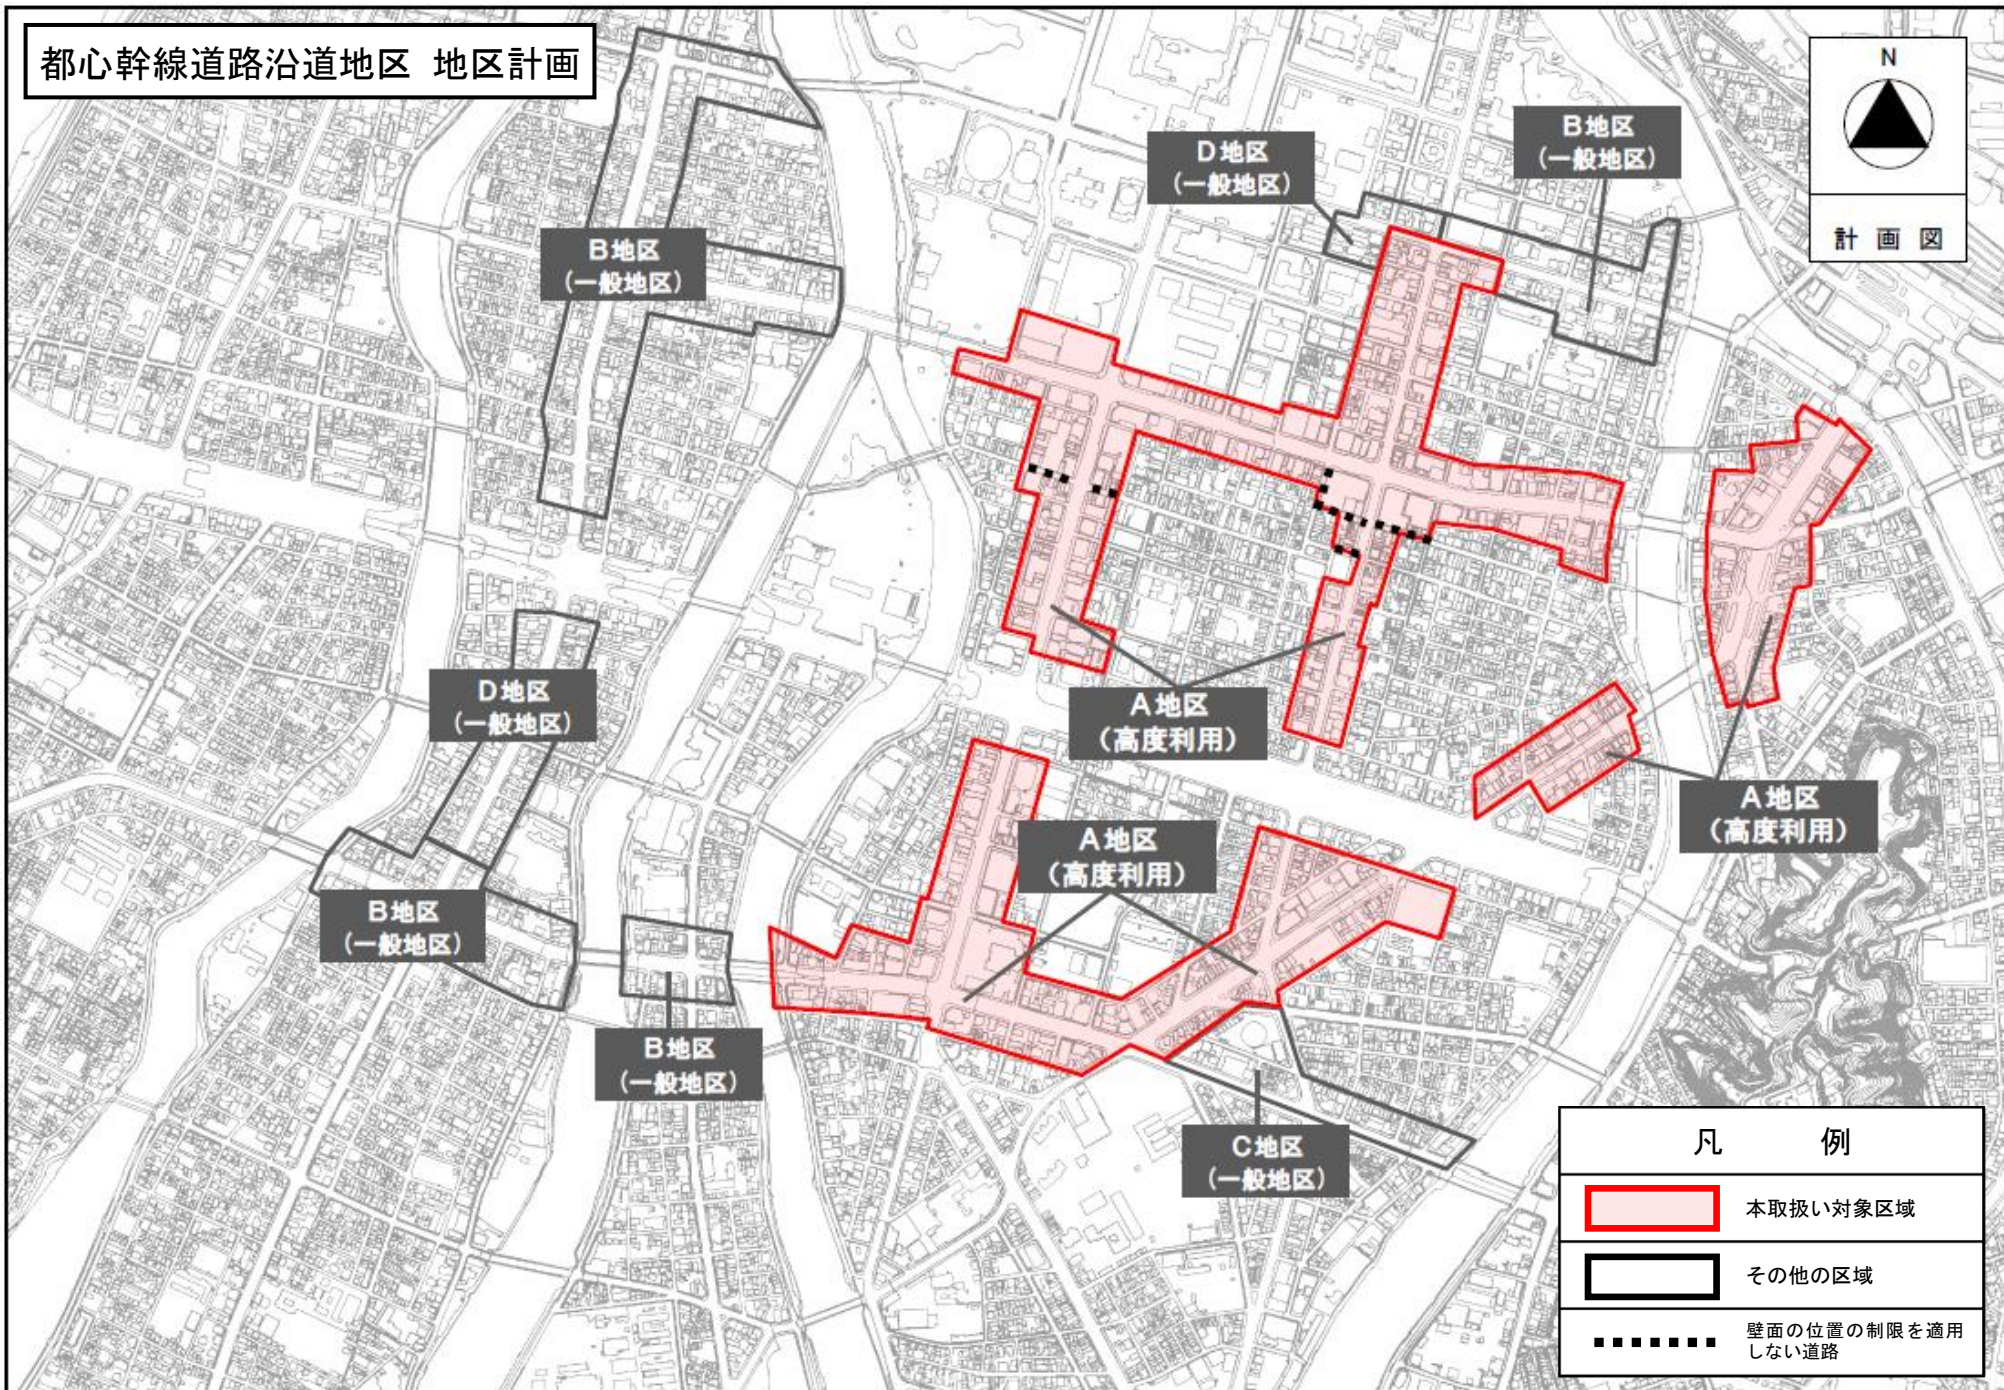 都心幹線道路沿道地区 地区計画
N
計画図
D地区
(一般地区)
B地区
(一般地区)
B地区
(一般地区)
D地区
(一般地区)
A地区
(高度利用)
A地区
(高度利用)
A地区
(高度利用)
B地区
(一般地区)
B地区
(一般地区)
C地区
(一般地区)
凡例
本取扱い対象区域
その他の区域
壁面の位置の制限を適用
しない道路